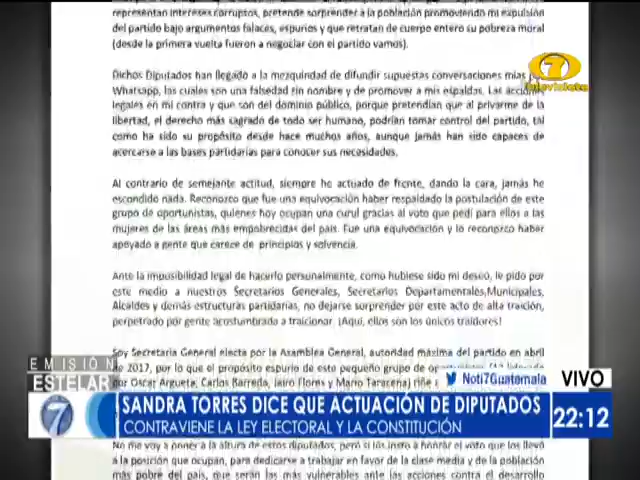 representan intereses corruptos, pretende sorprender a la población promoviendo mi expulsión
del partido bajo argumentos falaces, espurios y que retratan de cuerpo entero su pobreza moral
(desde la primera vuelta fueron a negociar con el partido vamos).
7
televisiete
Dichos Diputados han llegado a la mezquindad de difundir supuestas conversaciones mias
Whatsapp, las cuales son una falsedad sin nombre y de promover a mis espaldas. Las acciones
legales en mi contra y que son del dominio público, porque pretendían que al privarme de la
libertad, el derecho más sagrado de todo ser humano, podrían tomar control del partido, tal
como ha sido su propósito desde hace muchos años, aunque jamás han sido capaces de
acercarse a las bases partidarias para conocer sus necesidades.
Al contrario de semejante actitud, siempre he actuado de frente, dando la cara, jamás he
escondido nada. Reconozco que fue una equivocación haber respaldado la postulación de este
grupo de oportunistas, quienes hoy ocupan una curul gracias al voto que pedí para ellos a las
mujeres de las áreas más empobrecidas del país. Fue una equivocación y lo reconozco haber
apoyado a gente que carece de principios y solvencia.
Ante la imposibilidad legal de hacerlo personalmente, como hubiese sido mi deseo, le pido por
este medio a nuestros Secretarios Generales, Secretarios Departamentales,Municipales,
Alcaldes y demás estructuras partidarias, no dejarse sorprender por este acto de alta traición,
perpetrado por gente acostumbrada a traicionar. ¡Aquí, ellos son los únicos traidores!
Soy Secretaria General electa por la Asamblea General, autoridad máxima del partido en abril
de 2017, por lo que el propósito espurio de este pequeño grupo de
por Oscar Argueta, Carlos Barreda, Jairo Flores y Mario Taracena) riñe
EMISIÓN
ESTELAR
Noti7Guatemala
VIVO
7
SANDRA TORRES DICE QUE ACTUACIÓN DE DIPUTADOS
CONTRAVIENE LA LEY ELECTORAL Y LA CONSTITUCIÓN
22:12
No me voy a poner a la altura de estos diputados, pero si los insto a honrar el voto que los llevó
a la posición que ocupan, para dedicarse a trabajar en favor de la clase media y de la población
más pobre del país, que serán las más vulnerables ante las acciones contra el desarrollo